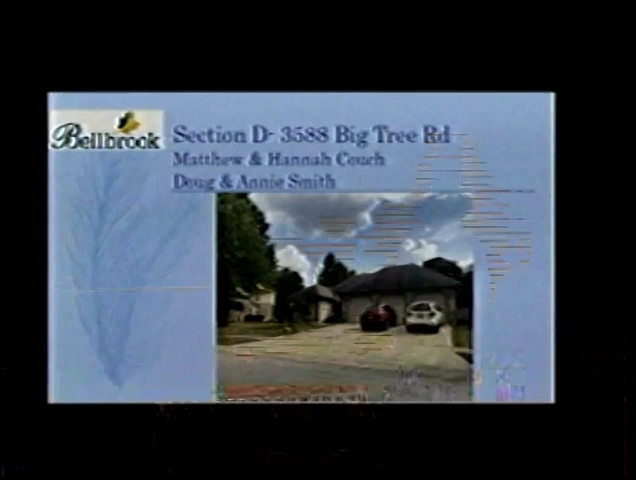 Bellbrook
Section D- 3588 Big Tree Rd
Matthew & Hannah Couch
Doug & Annie Smith